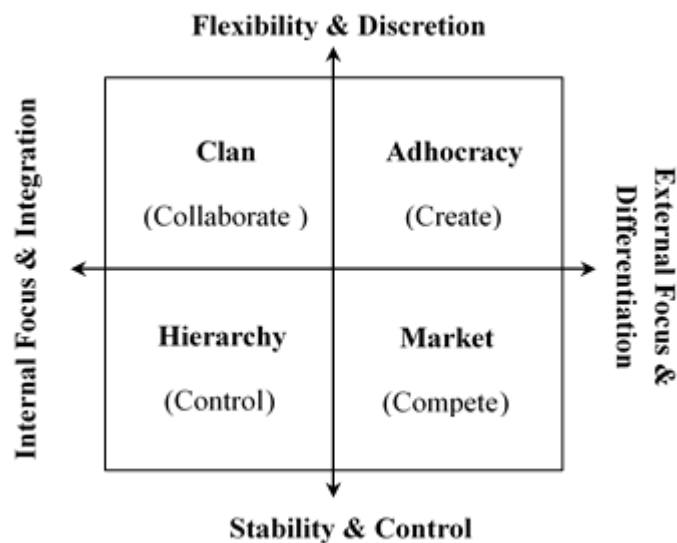 Flexibility & Discretion
Internal Focus & Integration
Clan
(Collaborate )
Adhocracy
(Create)
External Focus &
Differentiation
Hierarchy
(Control)
Market
(Compete)
Stability & Control